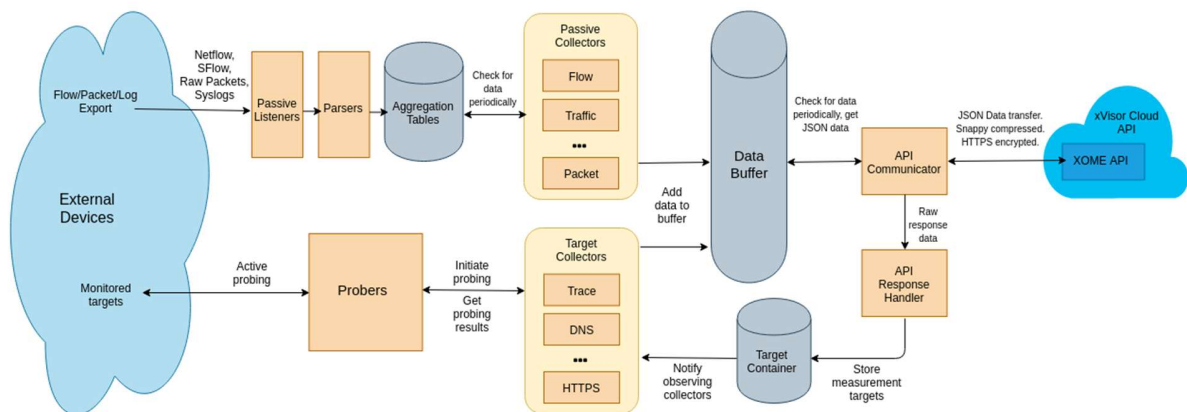 Flow/Packet/Log
Export
Netflow,
SFlow,
Raw Packets,
Syslogs
Passive
Listeners
Parsers
Aggregation
Tables
Check for
data
periodically
Passive
Collectors
Flow
Traffic
...
Packet
Add
data to
buffer
Data
Buffer
Check for data
periodically, get
JSON data
API
Communicator
JSON Data transfer.
Snappy compressed.
HTTPS encrypted.
xVisor Cloud
API
XOME API
Raw
response
data
API
Response
Handler
External
Devices
Monitored
targets
Active
probing
Probers
Initiate
probing
Get
probing
results
Target
Collectors
Trace
DNS
...
HTTPS
Notify
observing
collectors
Target
Container
Store
measurement
targets